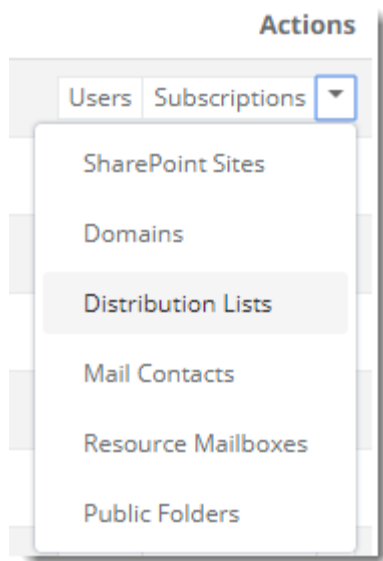 Actions
Users Subscriptions
SharePoint Sites
Domains
Distribution Lists
Mail Contacts
Resource Mailboxes
Public Folders